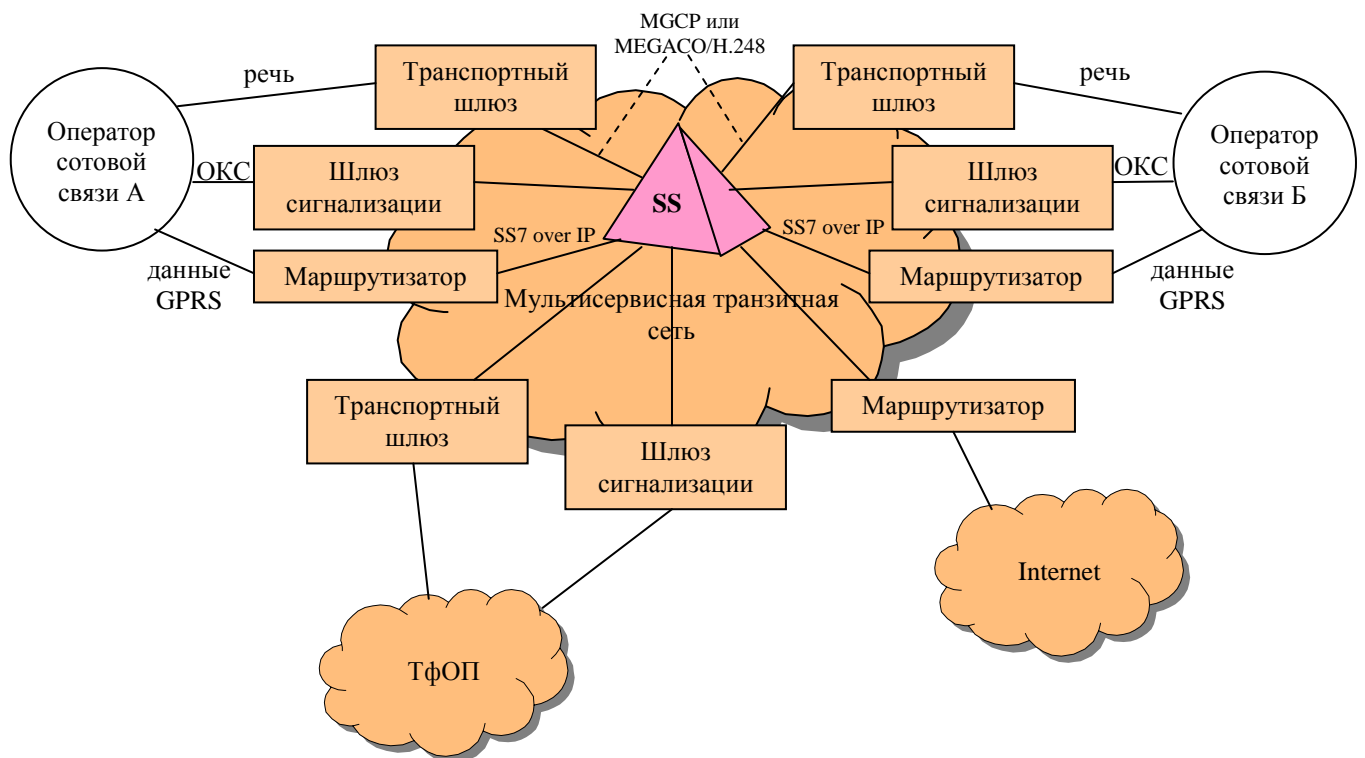 MGCP или
MEGACO/H.248
речь
Транспортный
шлюз
Транспортный
шлюз
речь
Оператор
сотовой
связи А
ОКС
Шлюз
сигнализации
SS
Шлюз
сигнализации
ОКС
Оператор
сотовой
связи Б
SS7 over IP
SS7 over IP
данные
GPRS
Маршрутизатор
Маршрутизатор
данные
GPRS
Мультисервисная транзитная
сеть
Транспортный
шлюз
Шлюз
сигнализации
Маршрутизатор
Internet
ТфОП